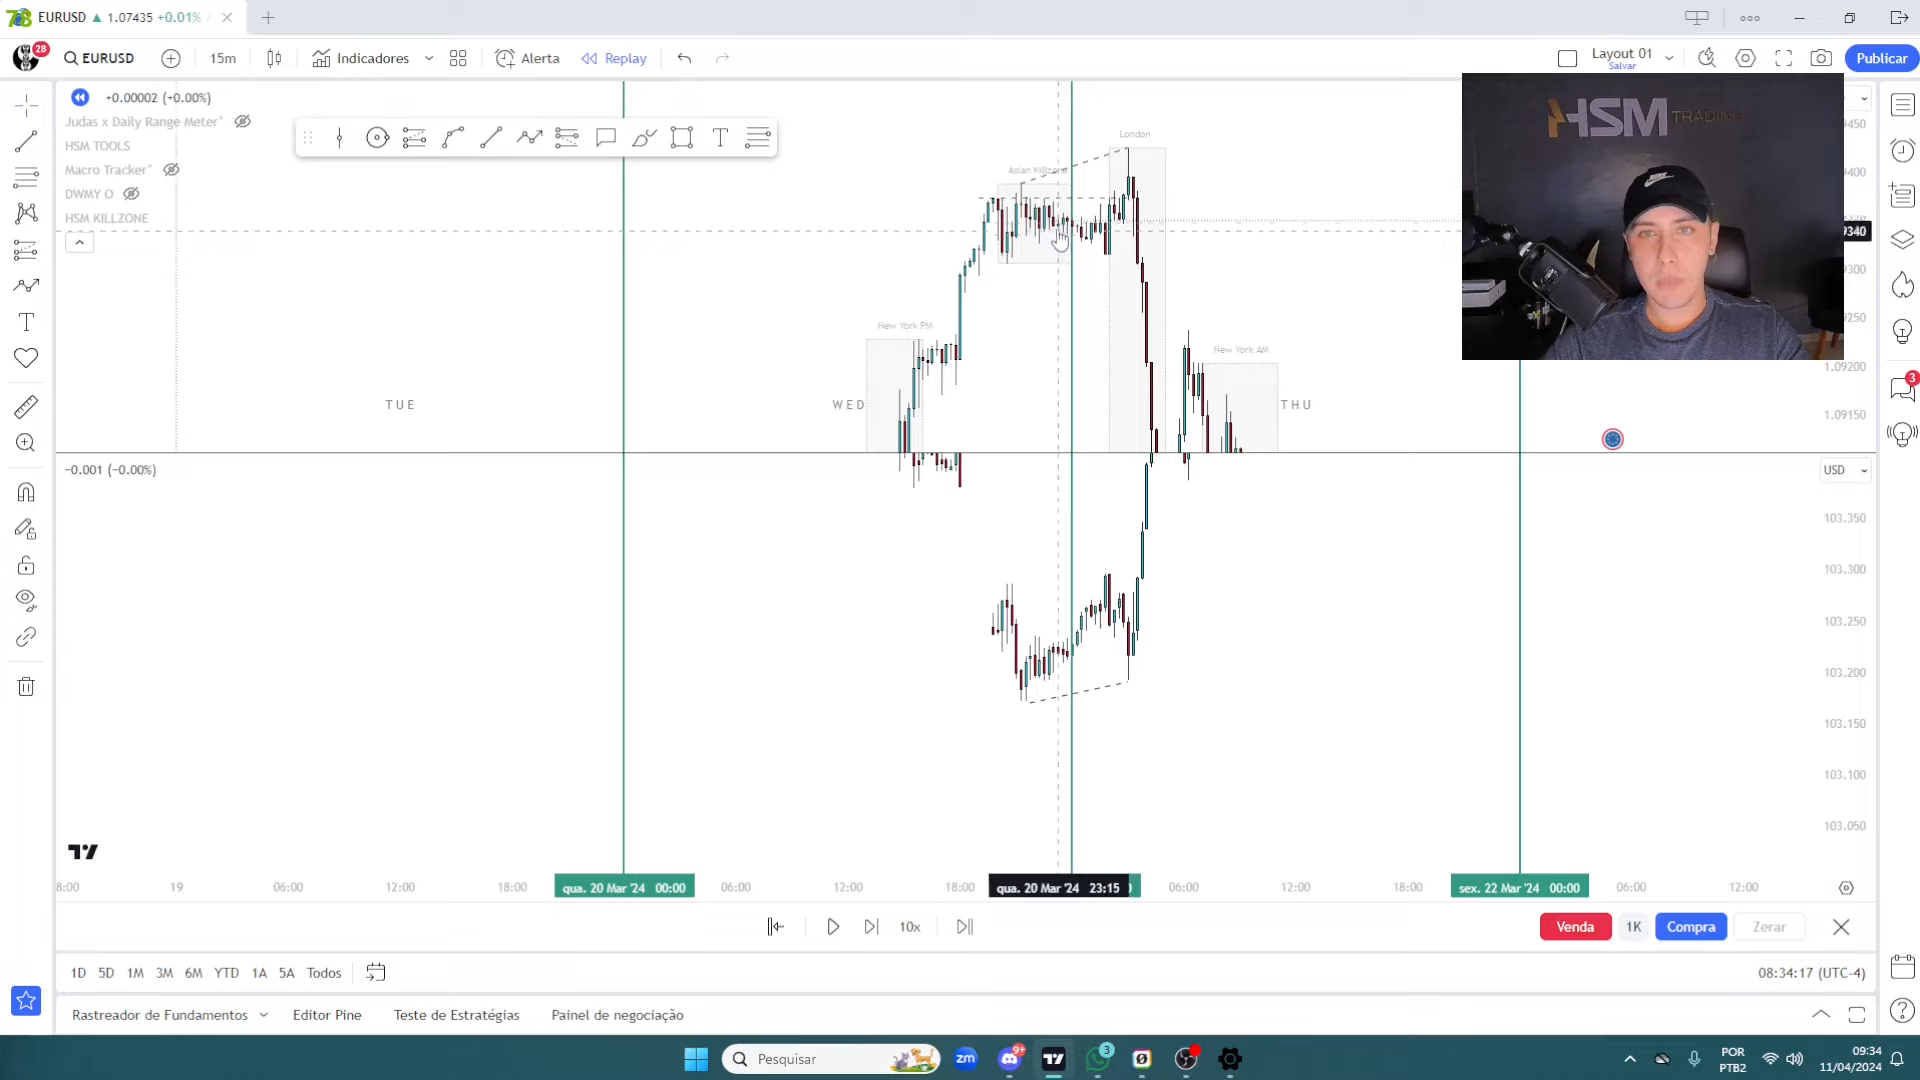 EURUSD ▲ 1.07435 +0.01% /
28
EURUSD
15m
Indicadores
Alerta
Replay
Layout 01
Salvar
Publicar
+0.00002 (+0.00%)
Judas x Daily Range Meter*
HSM TOOLS
Macro Tracker*
DWMY O
HSM KILLZONE
HSM TRADING
London
Asian Killzone
New York PM
New York AM
TUE
WED
THU
1.09200
1.09150
-0.001 (-0.00%)
USD
103.350
103.300
103.250
103.200
103.150
103.100
103.050
3
8:00
19
06:00
12:00
18:00
qua. 20 Mar '24 00:00
06:00
12:00
18:00
qua. 20 Mar '24 23:15
06:00
12:00
18:00
sex. 22 Mar '24 00:00
06:00
12:00
10x
Venda
1K
Compra
Zerar
1D 5D 1M 3M 6M YTD 1A 5A Todos
08:34:17 (UTC-4)
Rastreador de Fundamentos
Editor Pine
Teste de Estratégias
Painel de negociação
Pesquisar
zm
9+
3
POR
PTB2
09:34
11/04/2024